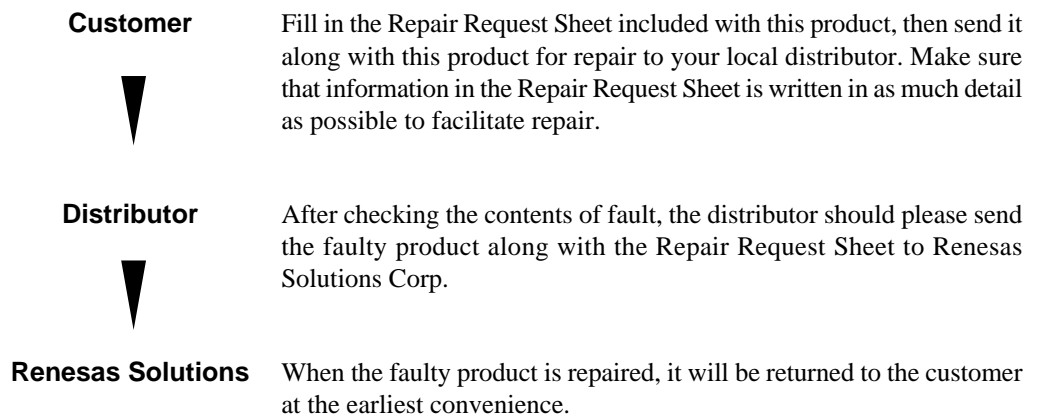 Customer
Fill in the Repair Request Sheet included with this product, then send it
along with this product for repair to your local distributor. Make sure
that information in the Repair Request Sheet is written in as much detail
as possible to facilitate repair.
Distributor
After checking the contents of fault, the distributor should please send
the faulty product along with the Repair Request Sheet to Renesas
Solutions Corp.
Renesas Solutions
When the faulty product is repaired, it will be returned to the customer
at the earliest convenience.